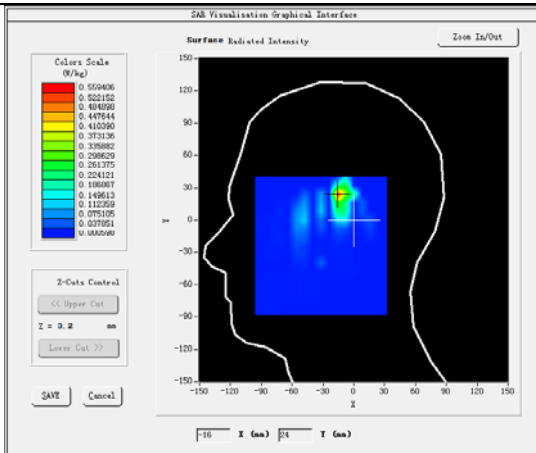 SAR Visualisation Graphical Interface
Surface Radiated Intensity
Zoom In/Out
Colors Scale
(W/kg)
0.559406
0.522152
0.484898
0.447644
0.410390
0.373136
0.335882
0.298629
0.261375
0.224121
0.186867
0.149613
0.112359
0.075105
0.037851
0.000598
Z-Cuts Control
<< Upper Cut
Z = 0.2 mm
Lower Cut >>
SAVE
Cancel
150
120
90
60
30
0
-30
-60
-90
-120
-150
Y
-150 -120 -90 -60 -30 0 30 60 90 120 150
X
-16 X (mm) 24 Y (mm)